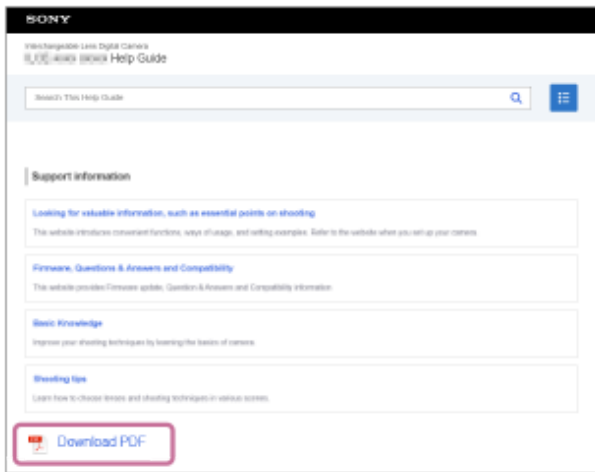 SONY
Interchangeable Lens Digital Camera
Help Guide
Search This Help Guide
Support information
Looking for valuable information, such as essential points on shooting
This website introduces convenient functions, ways of usage, and setting examples. Refer to the website when you set up your camera.
Firmware, Questions & Answers and Compatibility
This website provides Firmware update, Question & Answers and Compatibility information.
Basic Knowledge
Improve your shooting techniques by learning the basics of camera.
Shooting tips
Learn how to choose lenses and shooting techniques in various scenes.
Download PDF